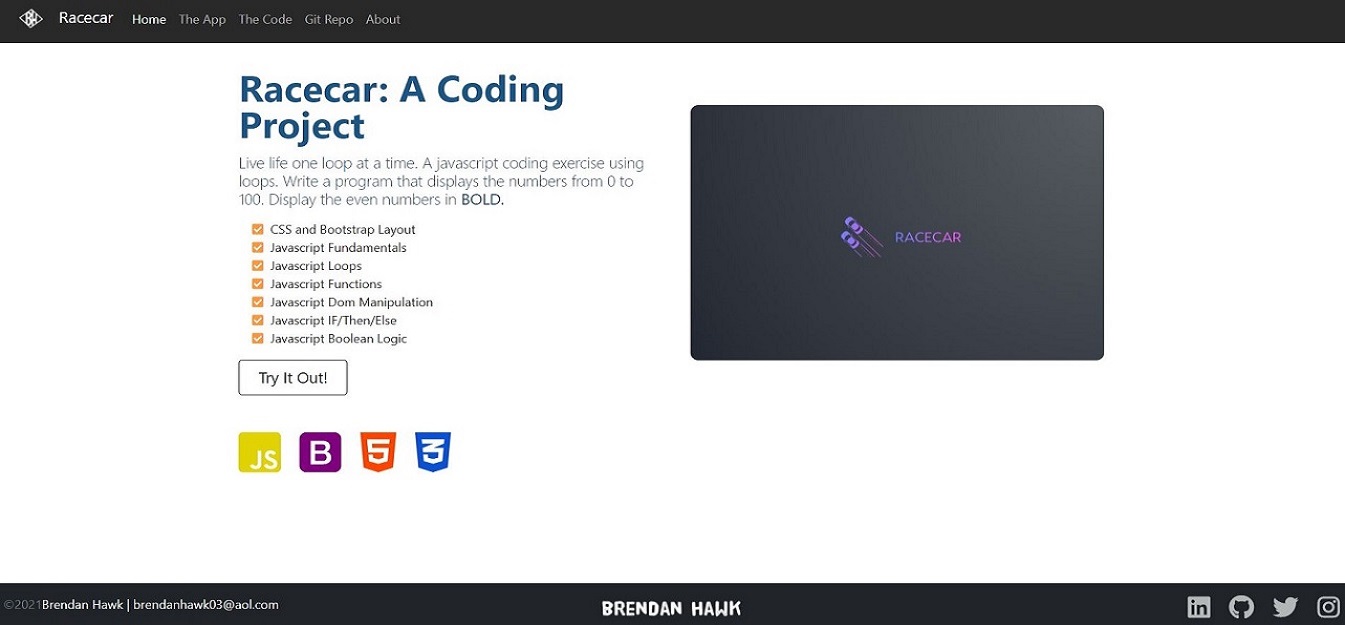 Racecar Home The App The Code Git Repo About
Racecar: A Coding
Project
Live life one loop at a time. A javascript coding exercise using
loops. Write a program that displays the numbers from 0 to
100. Display the even numbers in BOLD.
CSS and Bootstrap Layout
Javascript Fundamentals
Javascript Loops
Javascript Functions
Javascript Dom Manipulation
Javascript IF/Then/Else
Javascript Boolean Logic
Try It Out!
RACECAR
JS B 5 3
©2021Brendan Hawk | brendanhawk03@aol.com
BRENDAN HAWK
in